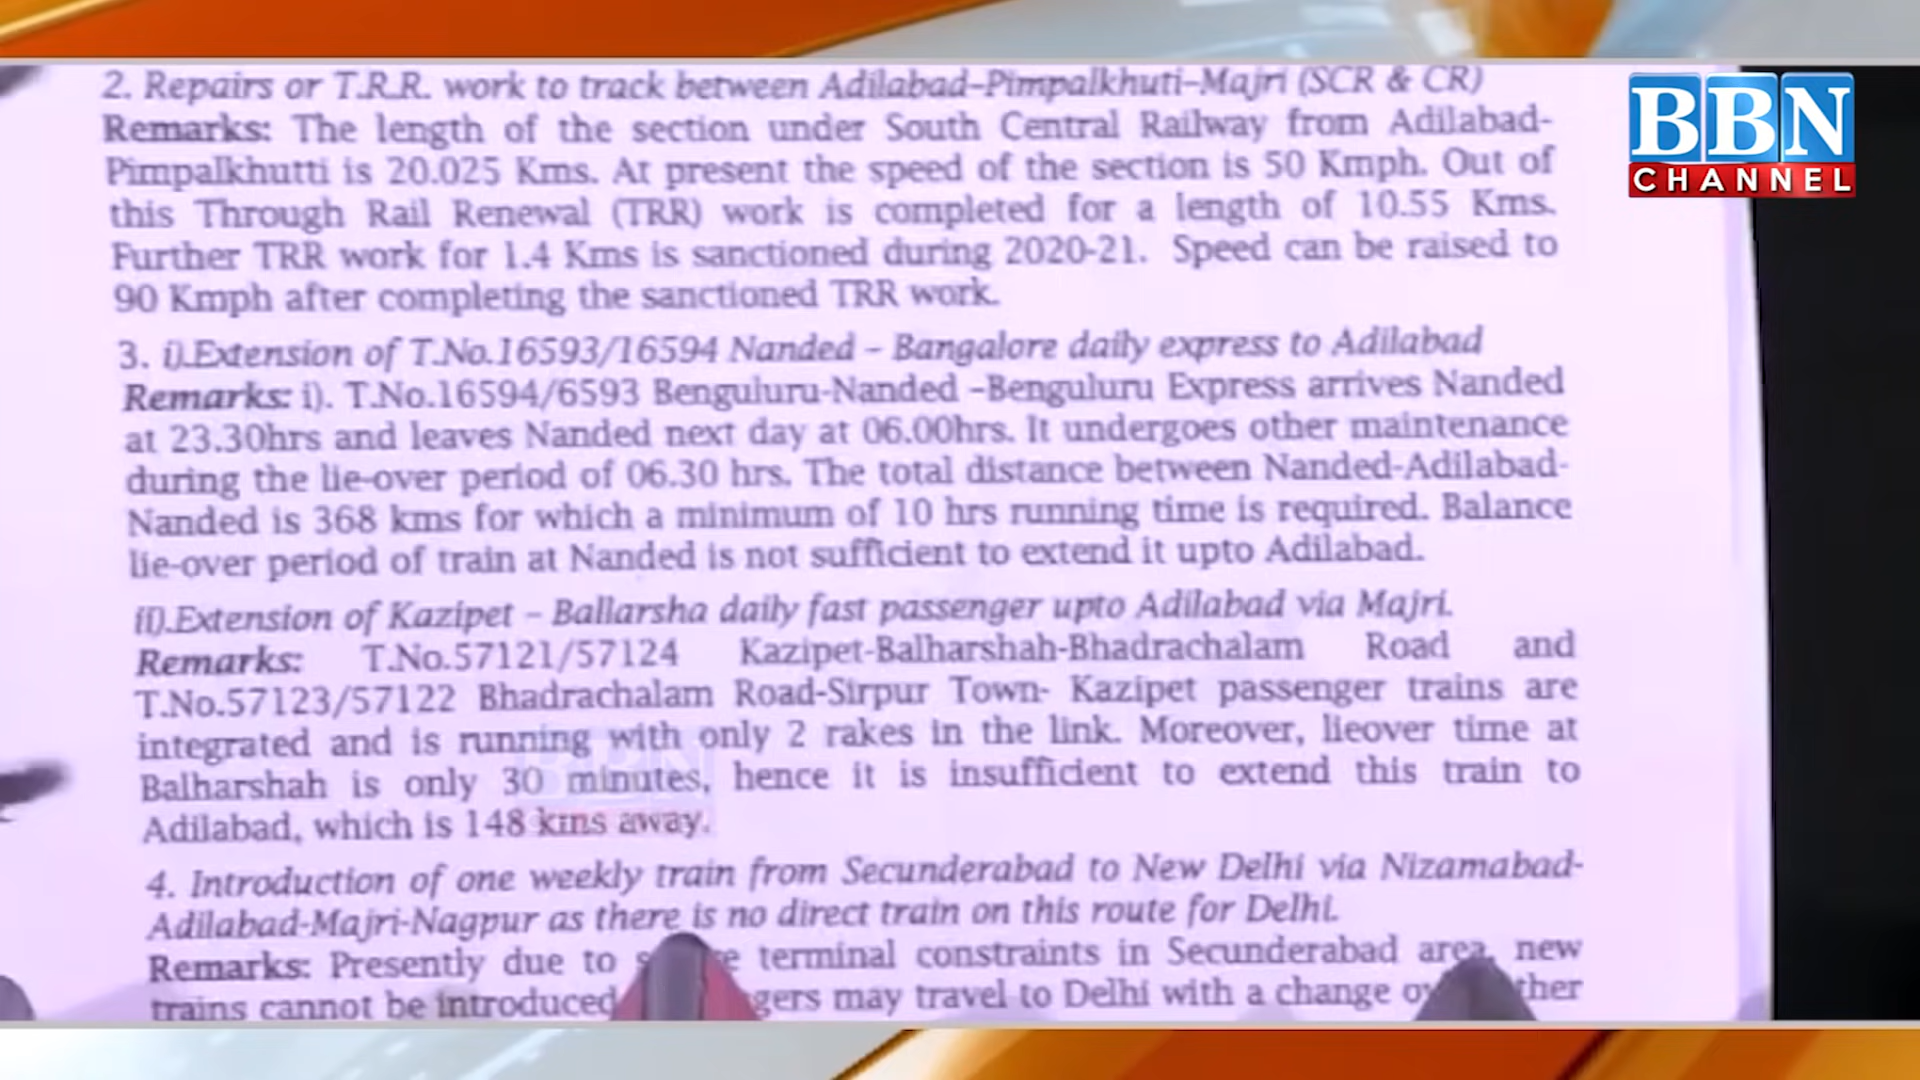 BBN
CHANNEL
2. Repairs or T.R.R. work to track between Adilabad–Pimpalkhuti–Majri (SCR & CR)
Remarks: The length of the section under South Central Railway from Adilabad-
Pimpalkhutti is 20.025 Kms. At present the speed of the section is 50 Kmph. Out of
this Through Rail Renewal (TRR) work is completed for a length of 10.55 Kms.
Further TRR work for 1.4 Kms is sanctioned during 2020-21. Speed can be raised to
90 Kmph after completing the sanctioned TRR work.
3. i).Extension of T.No.16593/16594 Nanded – Bangalore daily express to Adilabad
Remarks: i). T.No.16594/6593 Benguluru-Nanded –Benguluru Express arrives Nanded
at 23.30hrs and leaves Nanded next day at 06.00hrs. It undergoes other maintenance
during the lie-over period of 06.30 hrs. The total distance between Nanded-Adilabad-
Nanded is 368 kms for which a minimum of 10 hrs running time is required. Balance
lie-over period of train at Nanded is not sufficient to extend it upto Adilabad.
ii).Extension of Kazipet – Ballarsha daily fast passenger upto Adilabad via Majri.
Remarks: T.No.57121/57124 Kazipet-Balharshah-Bhadrachalam Road and
T.No.57123/57122 Bhadrachalam Road-Sirpur Town- Kazipet passenger trains are
integrated and is running with only 2 rakes in the link. Moreover, lieover time at
Balharshah is only 30 minutes, hence it is insufficient to extend this train to
Adilabad, which is 148 kms away.
4. Introduction of one weekly train from Secunderabad to New Delhi via Nizamabad-
Adilabad-Majri-Nagpur as there is no direct train on this route for Delhi.
Remarks: Presently due to terminal constraints in Secunderabad area, new
trains cannot be introduced may travel to Delhi with a change